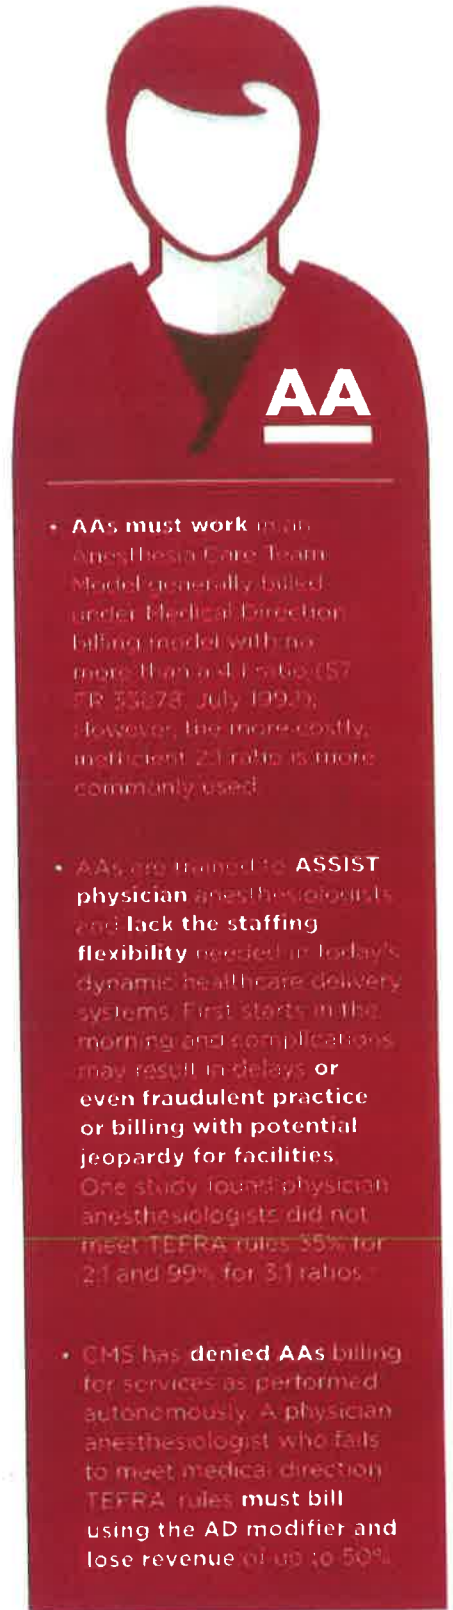 AA
• AAs must work in an
Anesthesia Care Team
Model generally billed
under Medical Direction
billing model with no
more than a 4:1 ratio (57
FR 33878, July 1992);
However, the more costly,
inefficient 2:1 ratio is more
commonly used.
• AAs are trained to ASSIST
physician anesthesiologists
and lack the staffing
flexibility needed in today's
dynamic healthcare delivery
systems. First starts in the
morning and complications
may result in delays or
even fraudulent practice
or billing with potential
jeopardy for facilities.
One study found physician
anesthesiologists did not
meet TEFRA rules 35% for
2:1 and 99% for 3:1 ratios.
• CMS has denied AAs billing
for services as performed
autonomously. A physician
anesthesiologist who fails
to meet medical direction
TEFRA rules must bill
using the AD modifier and
lose revenue of up to 50%